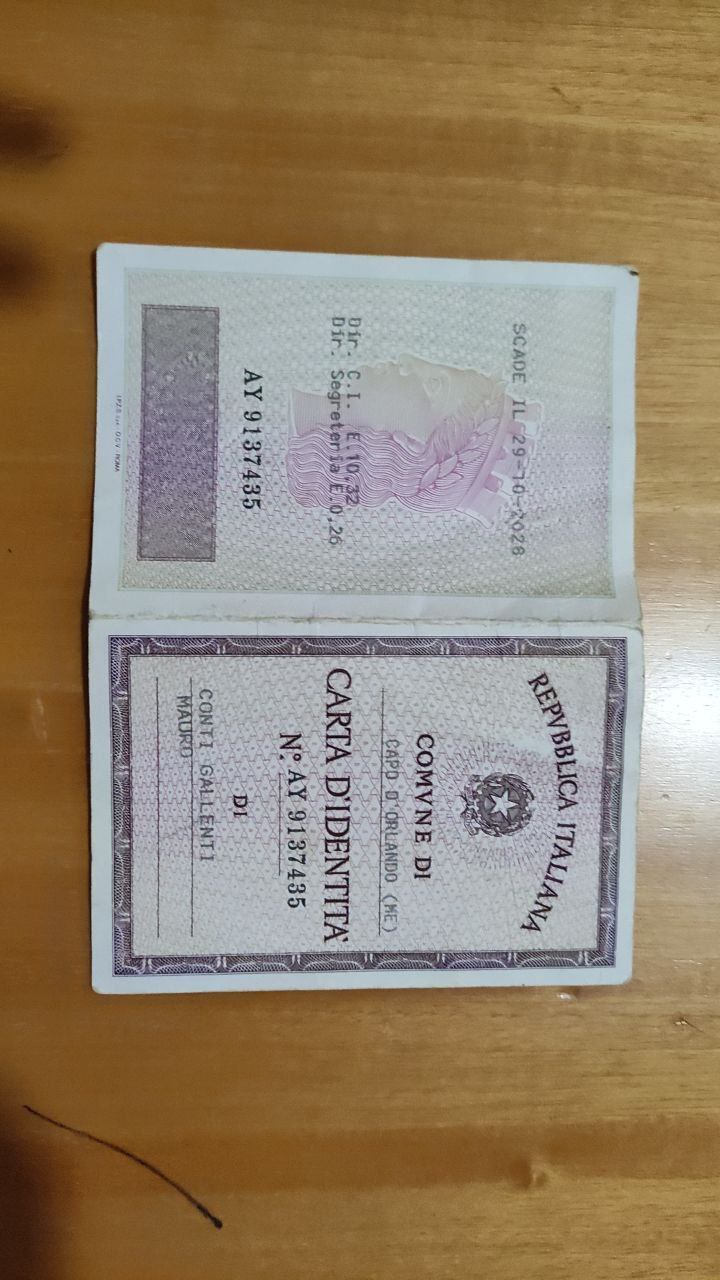 SCADE IL 29-10-2028
Dir. C.I. E.10,32
Dir. Segreteria E.0,26
AY 9137435
REPVBBLICA ITALIANA
COMVNE DI
CAPO D'ORLANDO (ME)
CARTA D'IDENTITA'
N° AY 9137435
DI
CONTI GALLENTI
MAURO